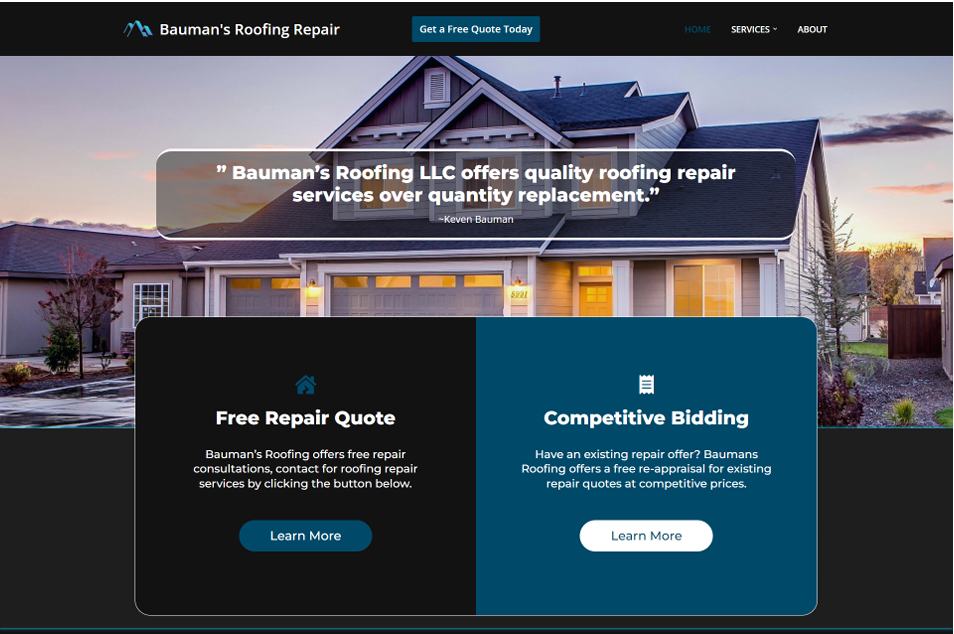 Bauman's Roofing Repair
Get a Free Quote Today
HOME
SERVICES
ABOUT
” Bauman’s Roofing LLC offers quality roofing repair
services over quantity replacement.”
~Keven Bauman
5221
Free Repair Quote
Bauman’s Roofing offers free repair
consultations, contact for roofing repair
services by clicking the button below.
Learn More
Competitive Bidding
Have an existing repair offer? Baumans
Roofing offers a free re-appraisal for existing
repair quotes at competitive prices.
Learn More